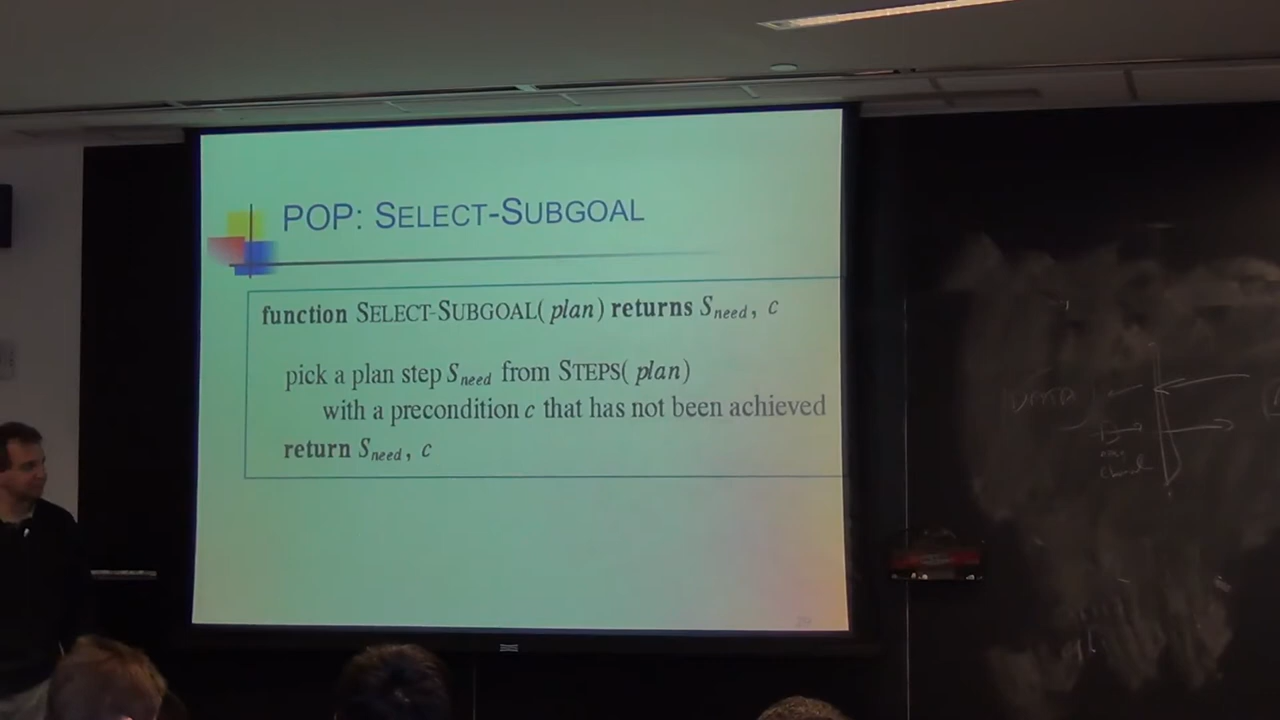 POP: SELECT-SUBGOAL
function SELECT-SUBGOAL( plan ) returns Sneed, c
pick a plan step Sneed from STEPS( plan )
with a precondition c that has not been achieved
return Sneed, c